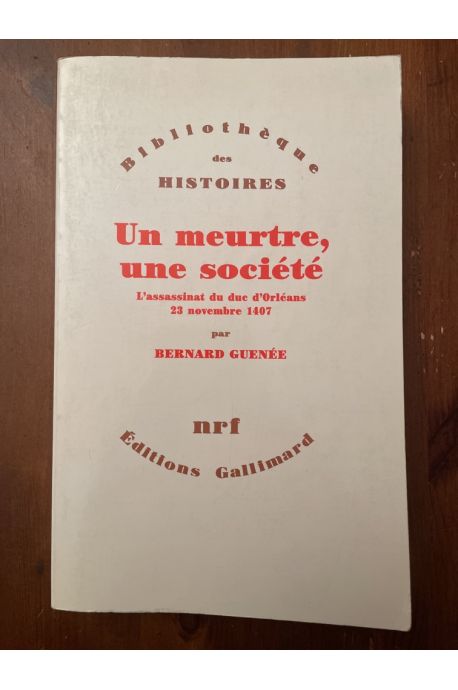 Bibliothèque
des
HISTOIRES
Un meurtre,
une société
L'assassinat du duc d'Orléans
23 novembre 1407
par
BERNARD GUENÉE
nrf
Éditions Gallimard